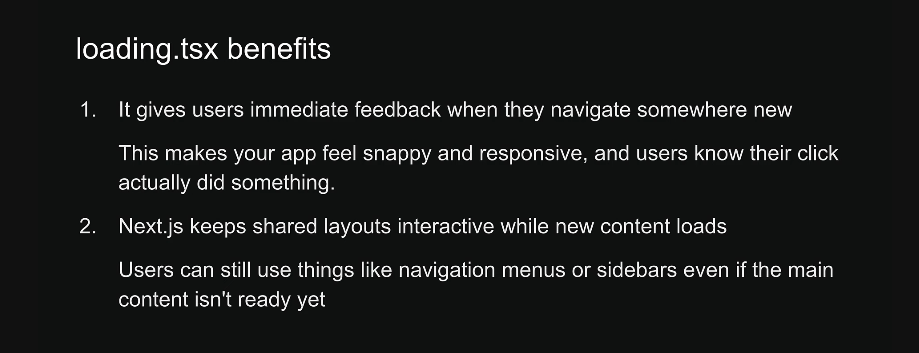 loading.tsx benefits
1. It gives users immediate feedback when they navigate somewhere new
This makes your app feel snappy and responsive, and users know their click
actually did something.
2. Next.js keeps shared layouts interactive while new content loads
Users can still use things like navigation menus or sidebars even if the main
content isn't ready yet